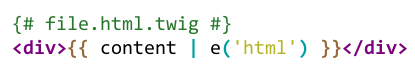 {# file.html.twig #}
<div>{{ content | e('html') }}</div>